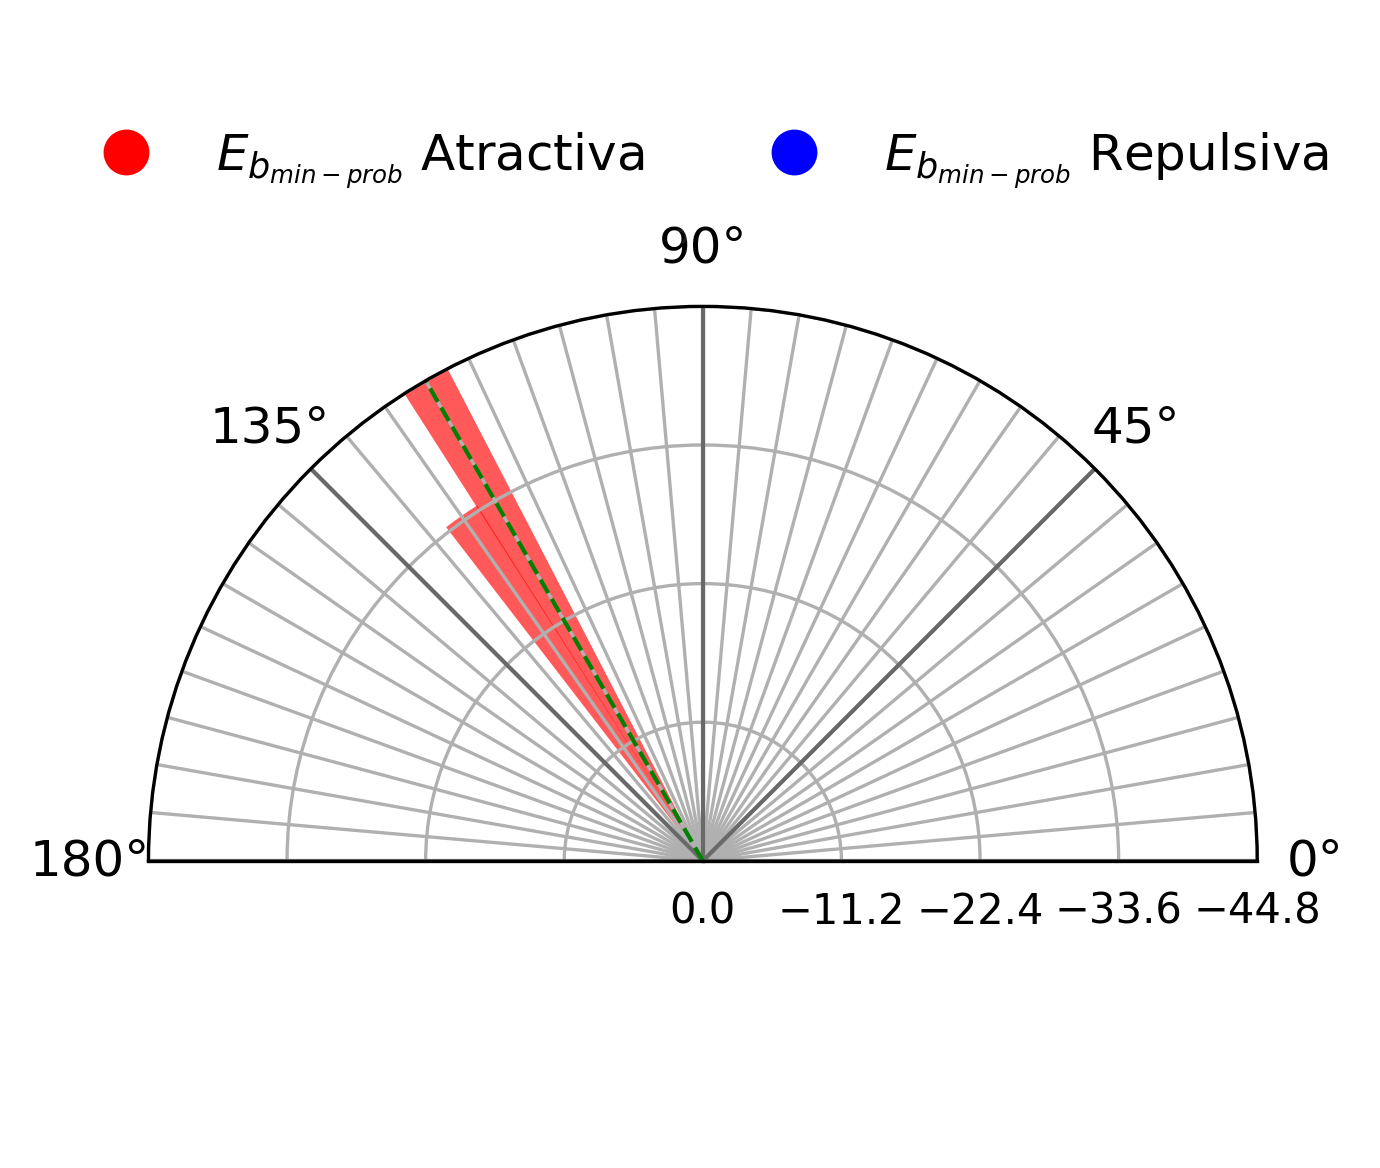 E_{b_{min-prob}} Atractiva E_{b_{min-prob}} Repulsiva
90°
135° 45°
180° 0°
0.0 −11.2 −22.4 −33.6 −44.8